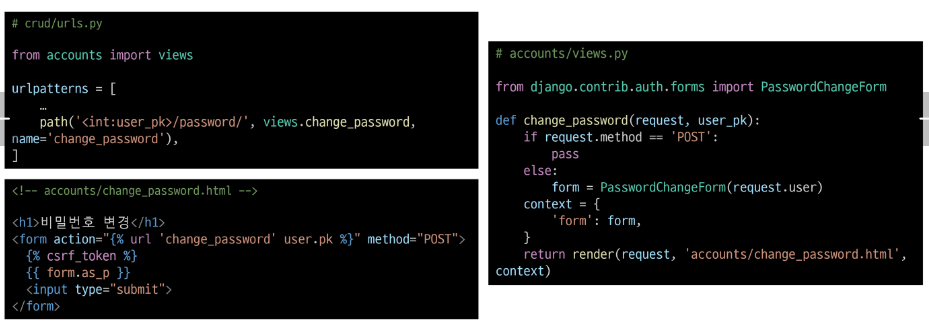 # crud/urls.py
from accounts import views
urlpatterns = [
…
path('<int:user_pk>/password/', views.change_password,
name='change_password'),
]
<!-- accounts/change_password.html -->
<h1>비밀번호 변경</h1>
<form action="{% url 'change_password' user.pk %}" method="POST">
{% csrf_token %}
{{ form.as_p }}
<input type="submit">
</form>
# accounts/views.py
from django.contrib.auth.forms import PasswordChangeForm
def change_password(request, user_pk):
if request.method == 'POST':
pass
else:
form = PasswordChangeForm(request.user)
context = {
'form': form,
}
return render(request, 'accounts/change_password.html',
context)